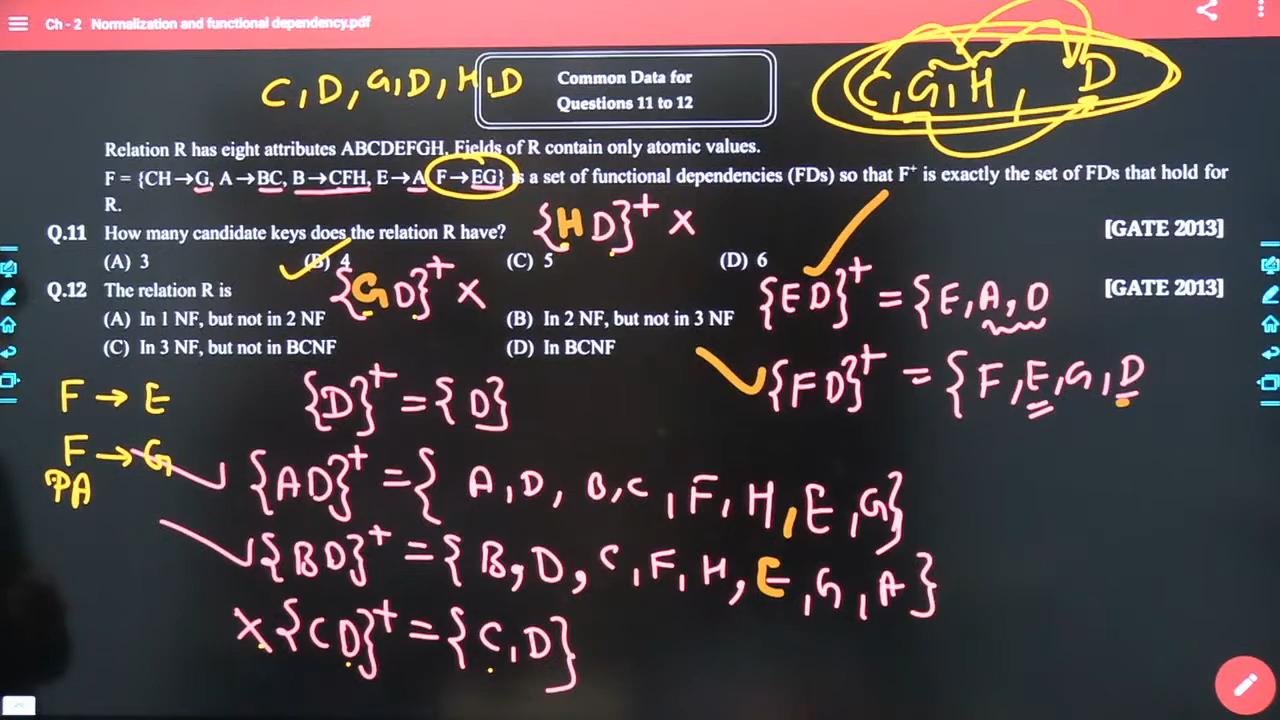 Ch - 2 Normalization and functional dependency.pdf
C,D,G,D,H,D
Common Data for
Questions 11 to 12
C,G,H, D
Relation R has eight attributes ABCDEFGH, Fields of R contain only atomic values.
F = {CH→G, A→BC, B→CFH, E→A F→EG} is a set of functional dependencies (FDs) so that F⁺ is exactly the set of FDs that hold for
R.
{HD}⁺ ×
Q.11 How many candidate keys does the relation R have? [GATE 2013]
(A) 3 (B) 4 (C) 5 (D) 6
{GD}⁺ ×
{ED}⁺ = {E, A, D
Q.12 The relation R is [GATE 2013]
(A) In 1 NF, but not in 2 NF (B) In 2 NF, but not in 3 NF
(C) In 3 NF, but not in BCNF (D) In BCNF
{FD}⁺ = {F, E, G, D
F → E
{D}⁺ = {D}
F → G
PA
{AD}⁺ = { A, D, B, C, F, H, E, G}
{BD}⁺ = {B, D, C, F, H, E, G, A}
× {CD}⁺ = {C, D}